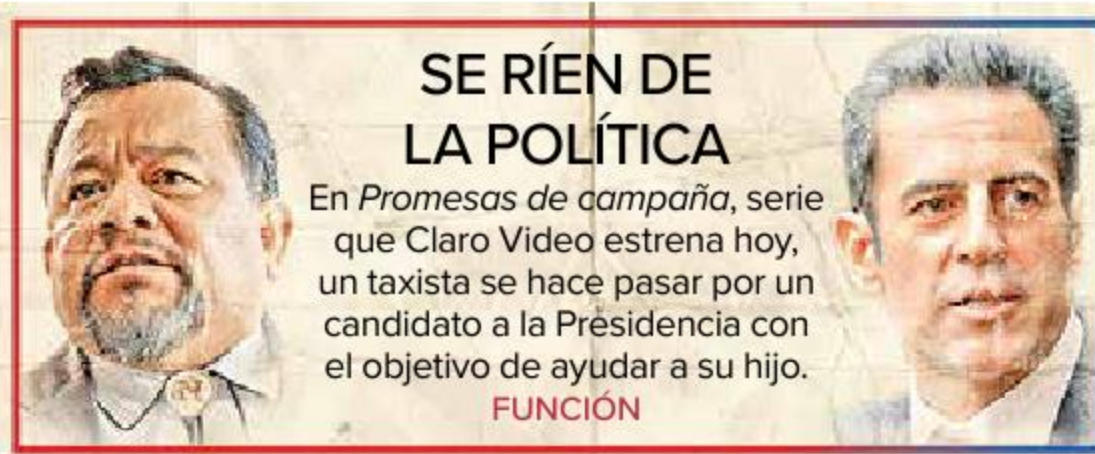 SE RÍEN DE
LA POLÍTICA
En Promesas de campaña, serie
que Claro Video estrena hoy,
un taxista se hace pasar por un
candidato a la Presidencia con
el objetivo de ayudar a su hijo.
FUNCIÓN